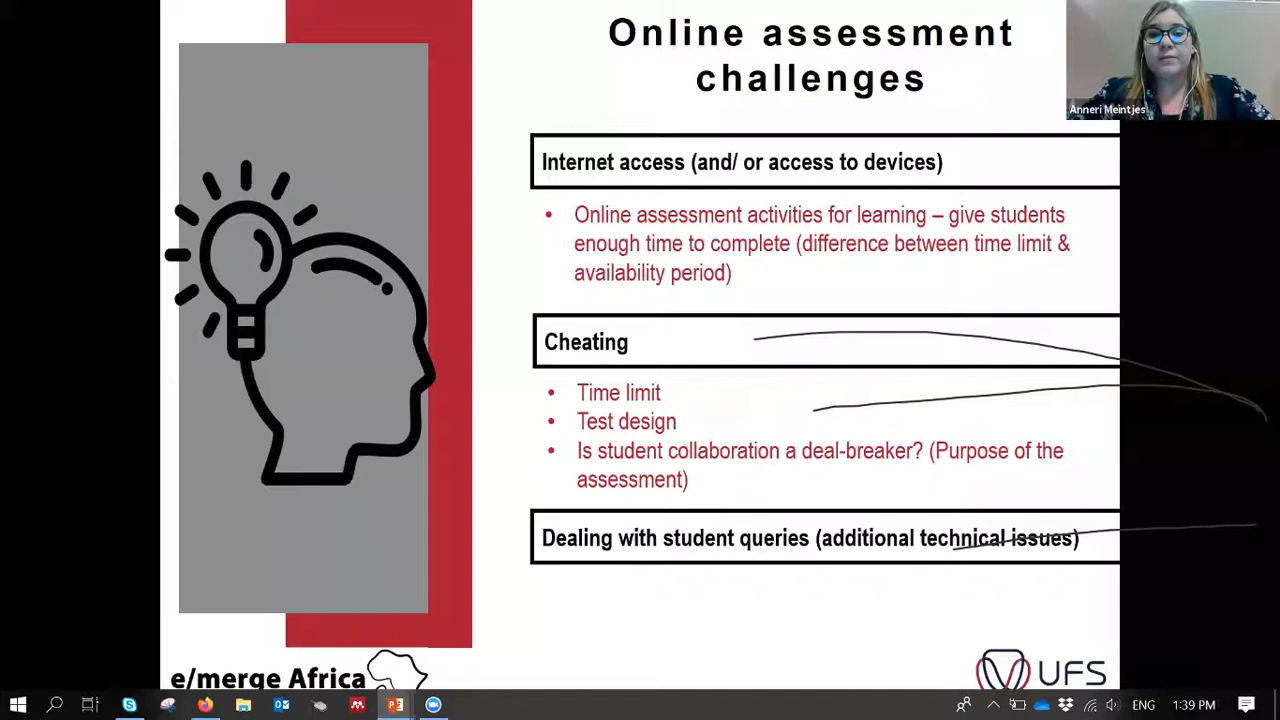 Online assessment
challenges
Anneri Meintjes
Internet access (and/ or access to devices)
• Online assessment activities for learning – give students
enough time to complete (difference between time limit &
availability period)
Cheating
• Time limit
• Test design
• Is student collaboration a deal-breaker? (Purpose of the
assessment)
Dealing with student queries (additional technical issues)
e/merge Africa
UFS
ENG
1:39 PM